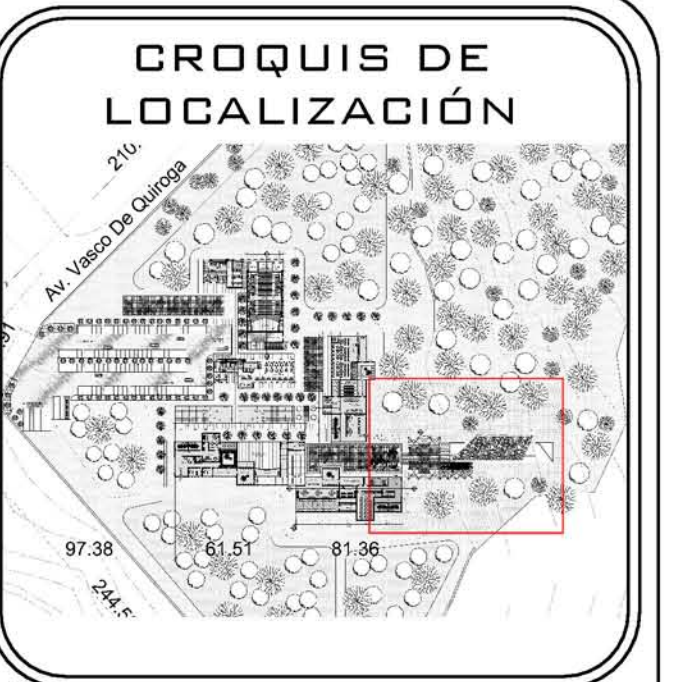 CROQUIS DE
LOCALIZACIÓN
210.
Av. Vasco De Quiroga
97.38
61.51
81.36